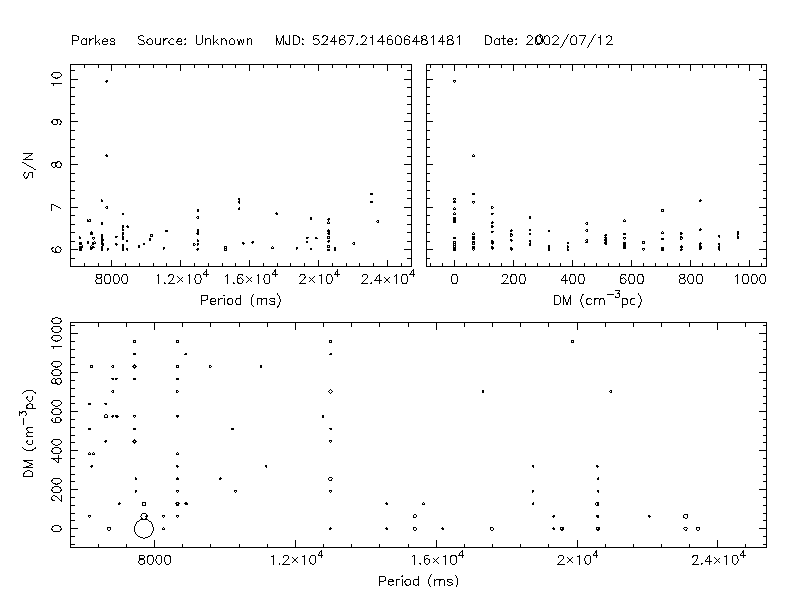 Parkes Source: Unknown MJD: 52467.214606481481 Date: 2002/07/12
S/N
10
9
8
7
6
8000 1.2×10⁴ 1.6×10⁴ 2×10⁴ 2.4×10⁴
Period (ms)
0 200 400 600 800 1000
DM (cm⁻³pc)
DM (cm⁻³pc)
1000
800
600
400
200
0
8000 1.2×10⁴ 1.6×10⁴ 2×10⁴ 2.4×10⁴
Period (ms)